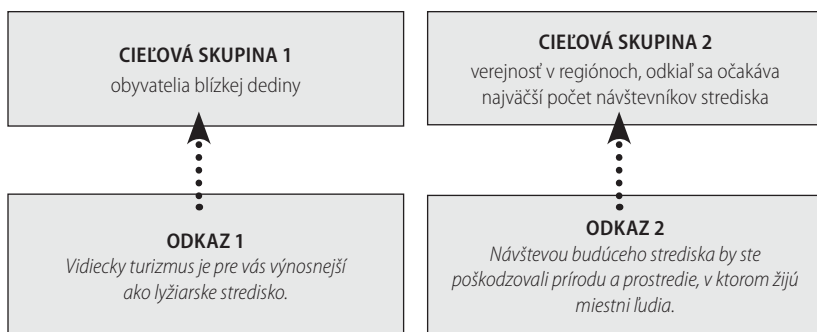 CIEĽOVÁ SKUPINA 1
obyvatelia blízkej dediny
CIEĽOVÁ SKUPINA 2
verejnosť v regiónoch, odkiaľ sa očakáva
najväčší počet návštevníkov strediska
ODKAZ 1
Vidiecky turizmus je pre vás výnosnejší
ako lyžiarske stredisko.
ODKAZ 2
Návštevou budúceho strediska by ste
poškodzovali prírodu a prostredie, v ktorom žijú
miestni ľudia.